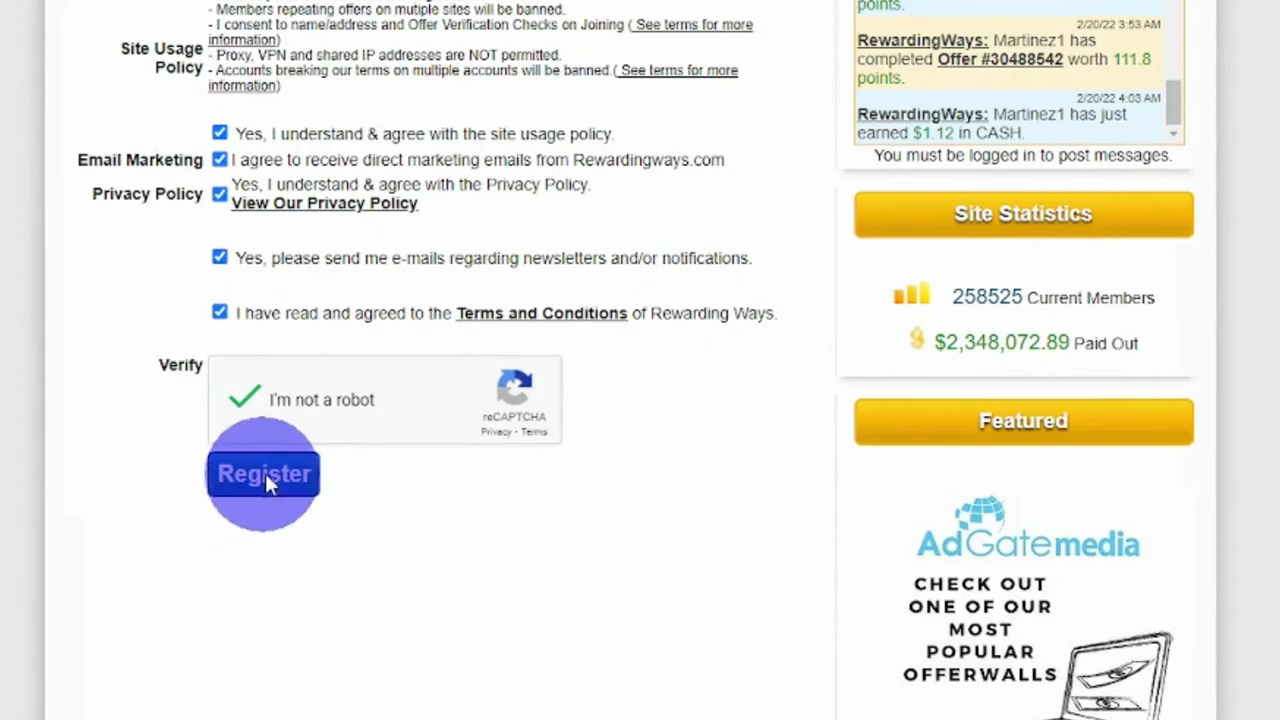 - Members repeating offers on mutiple sites will be banned.
- I consent to name/address and Offer Verification Checks on Joining ( See terms for more
information)
Site Usage
Policy
- Proxy, VPN and shared IP addresses are NOT permitted.
- Accounts breaking our terms on multiple accounts will be banned.( See terms for more
information)
Yes, I understand & agree with the site usage policy.
Email Marketing
I agree to receive direct marketing emails from Rewardingways.com
Privacy Policy
Yes, I understand & agree with the Privacy Policy.
View Our Privacy Policy
Yes, please send me e-mails regarding newsletters and/or notifications.
I have read and agreed to the Terms and Conditions of Rewarding Ways.
Verify
I'm not a robot
reCAPTCHA
Privacy - Terms
Register
points.
2/20/22 3:53 AM
RewardingWays: Martinez1 has
completed Offer #30488542 worth 111.8
points.
2/20/22 4:03 AM
RewardingWays: Martinez1 has just
earned $1.12 in CASH.
You must be logged in to post messages.
Site Statistics
258525 Current Members
$2,348,072.89 Paid Out
Featured
AdGatemedia
CHECK OUT
ONE OF OUR
MOST
POPULAR
OFFERWALLS